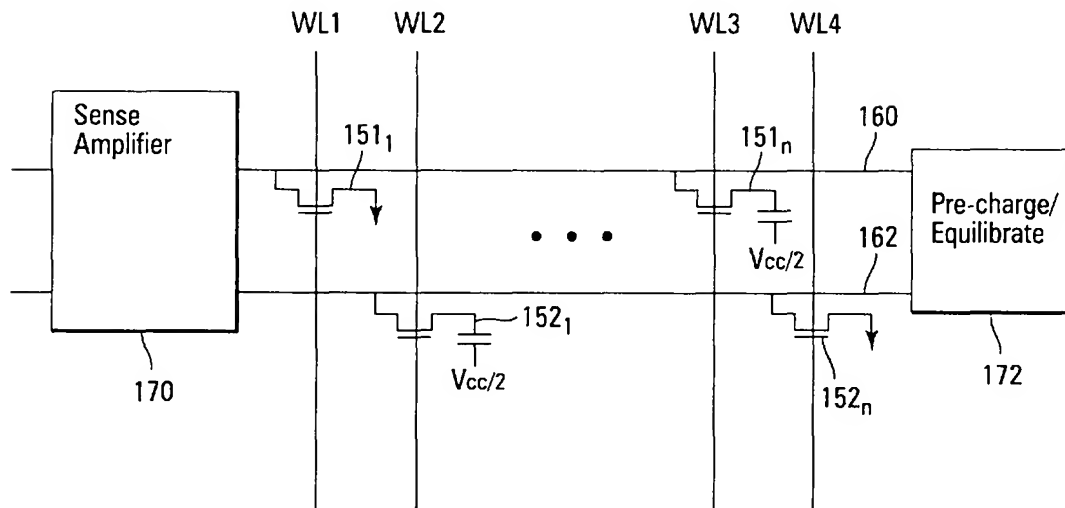 WL1 WL2 WL3 WL4
Sense
Amplifier
151₁
151ₙ
160
Pre-charge/
Equilibrate
Vcc/2
162
152₁
Vcc/2
170
152ₙ
172